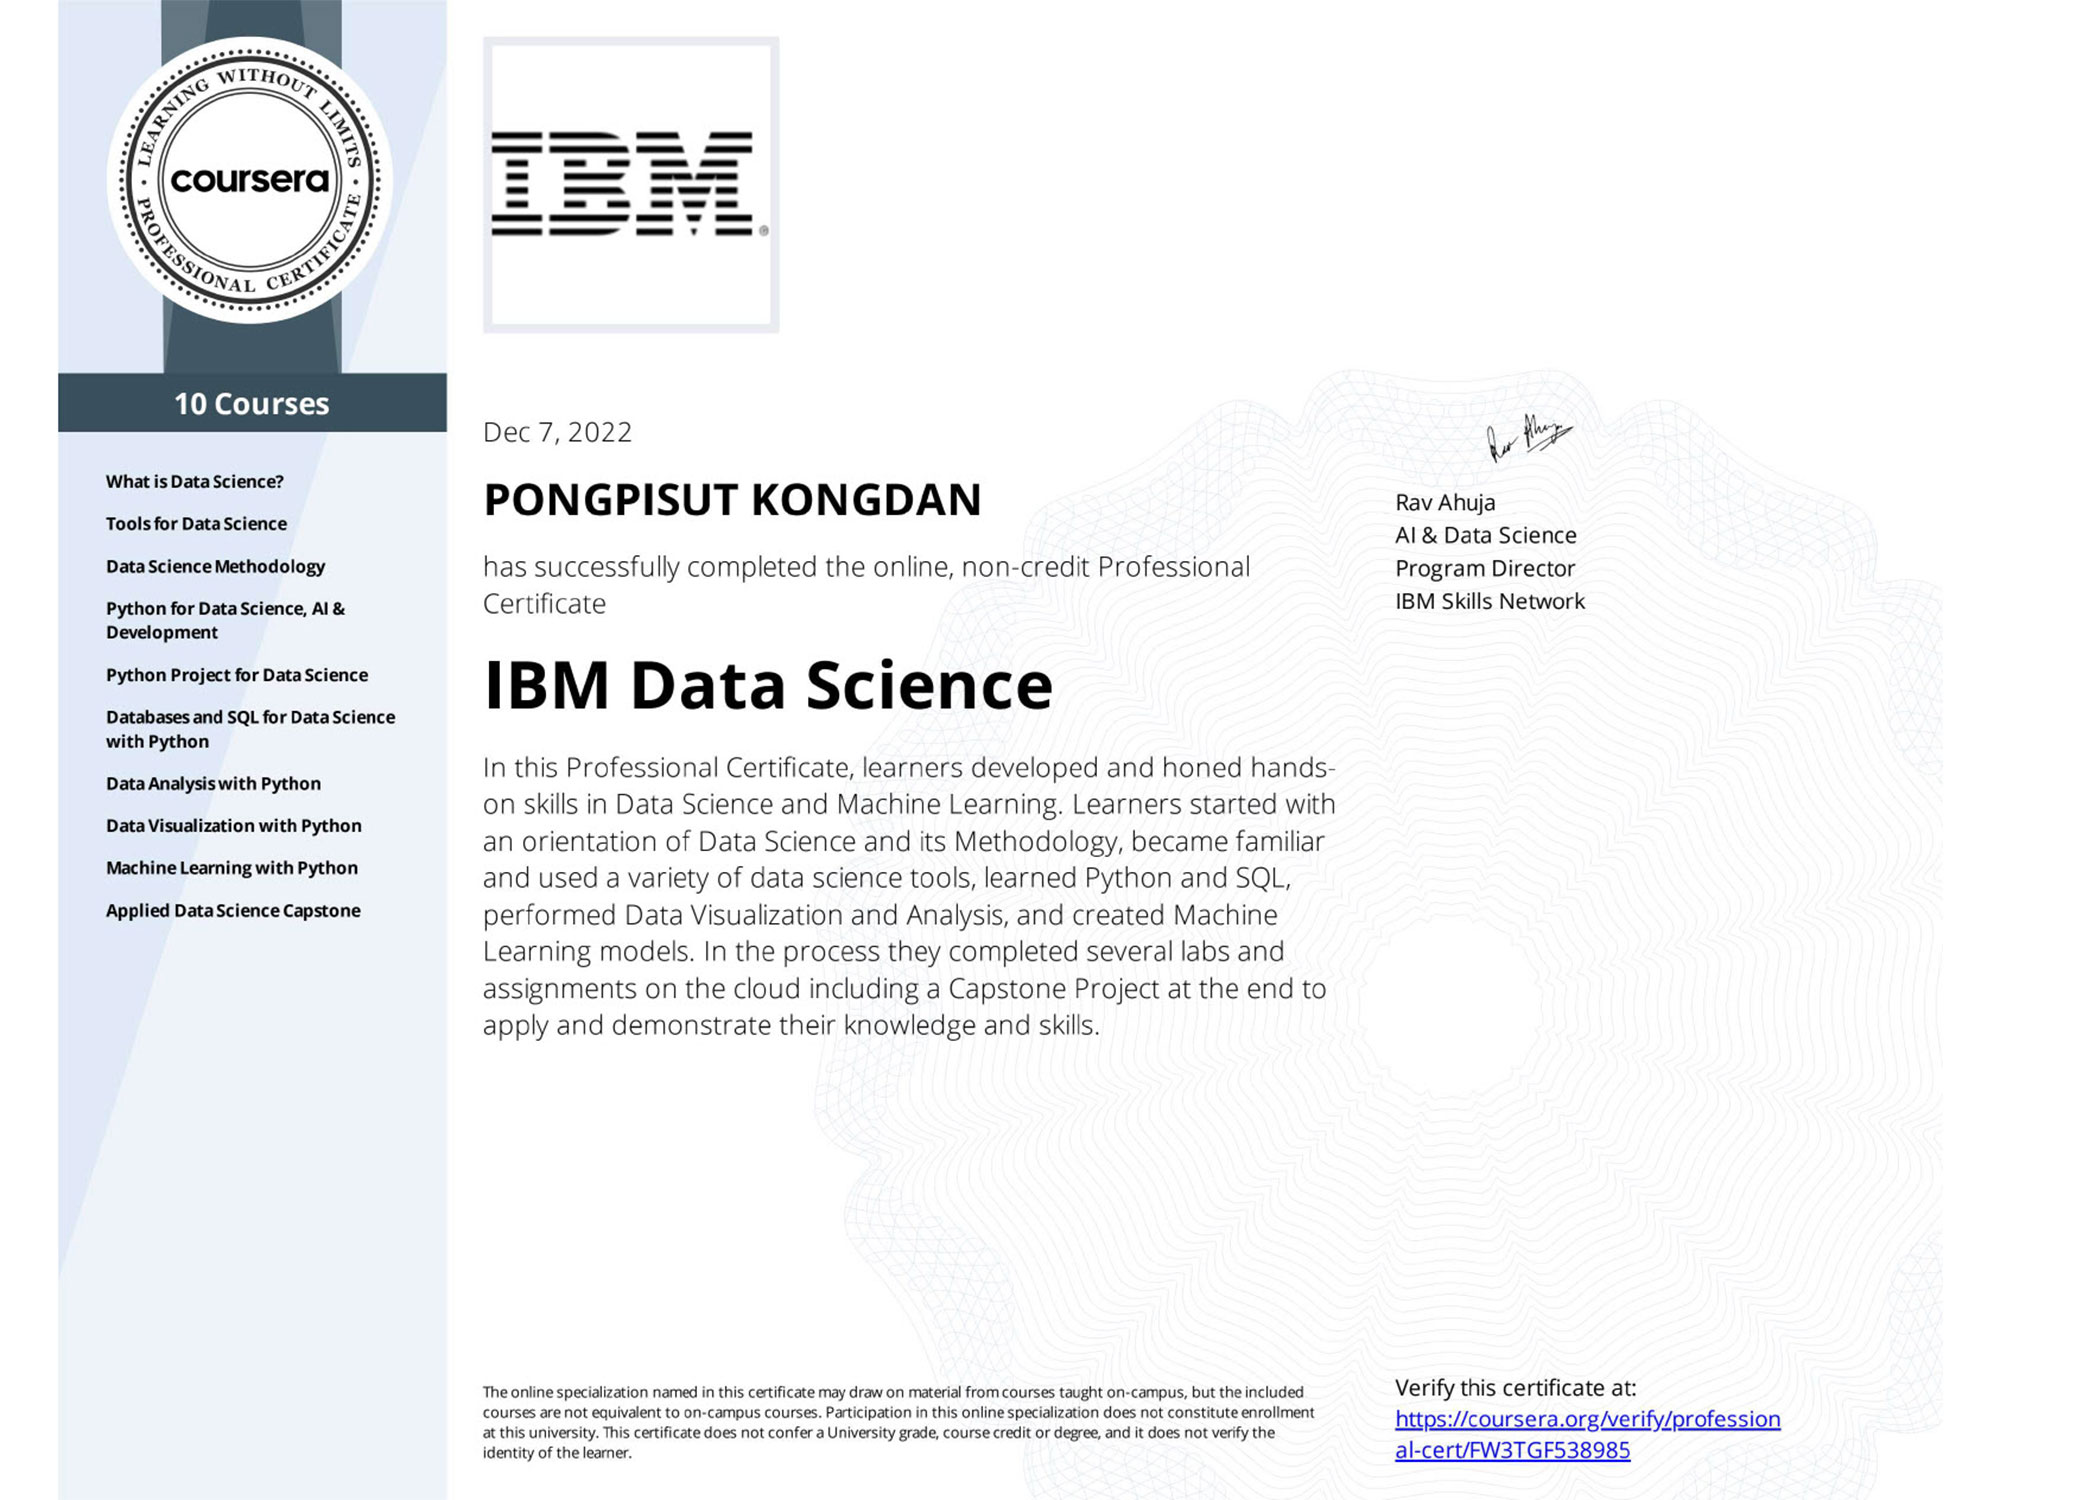 LEARNING WITHOUT LIMITS
coursera
PROFESSIONAL CERTIFICATE
10 Courses
What is Data Science?
Tools for Data Science
Data Science Methodology
Python for Data Science, AI &
Development
Python Project for Data Science
Databases and SQL for Data Science
with Python
Data Analysis with Python
Data Visualization with Python
Machine Learning with Python
Applied Data Science Capstone
IBM®
Dec 7, 2022
PONGPISUT KONGDAN
has successfully completed the online, non-credit Professional
Certificate
IBM Data Science
In this Professional Certificate, learners developed and honed hands-
on skills in Data Science and Machine Learning. Learners started with
an orientation of Data Science and its Methodology, became familiar
and used a variety of data science tools, learned Python and SQL,
performed Data Visualization and Analysis, and created Machine
Learning models. In the process they completed several labs and
assignments on the cloud including a Capstone Project at the end to
apply and demonstrate their knowledge and skills.
The online specialization named in this certificate may draw on material from courses taught on-campus, but the included
courses are not equivalent to on-campus courses. Participation in this online specialization does not constitute enrollment
at this university. This certificate does not confer a University grade, course credit or degree, and it does not verify the
identity of the learner.
Rav Ahuja
Rav Ahuja
AI & Data Science
Program Director
IBM Skills Network
Verify this certificate at:
https://coursera.org/verify/profession
al-cert/FW3TGF538985